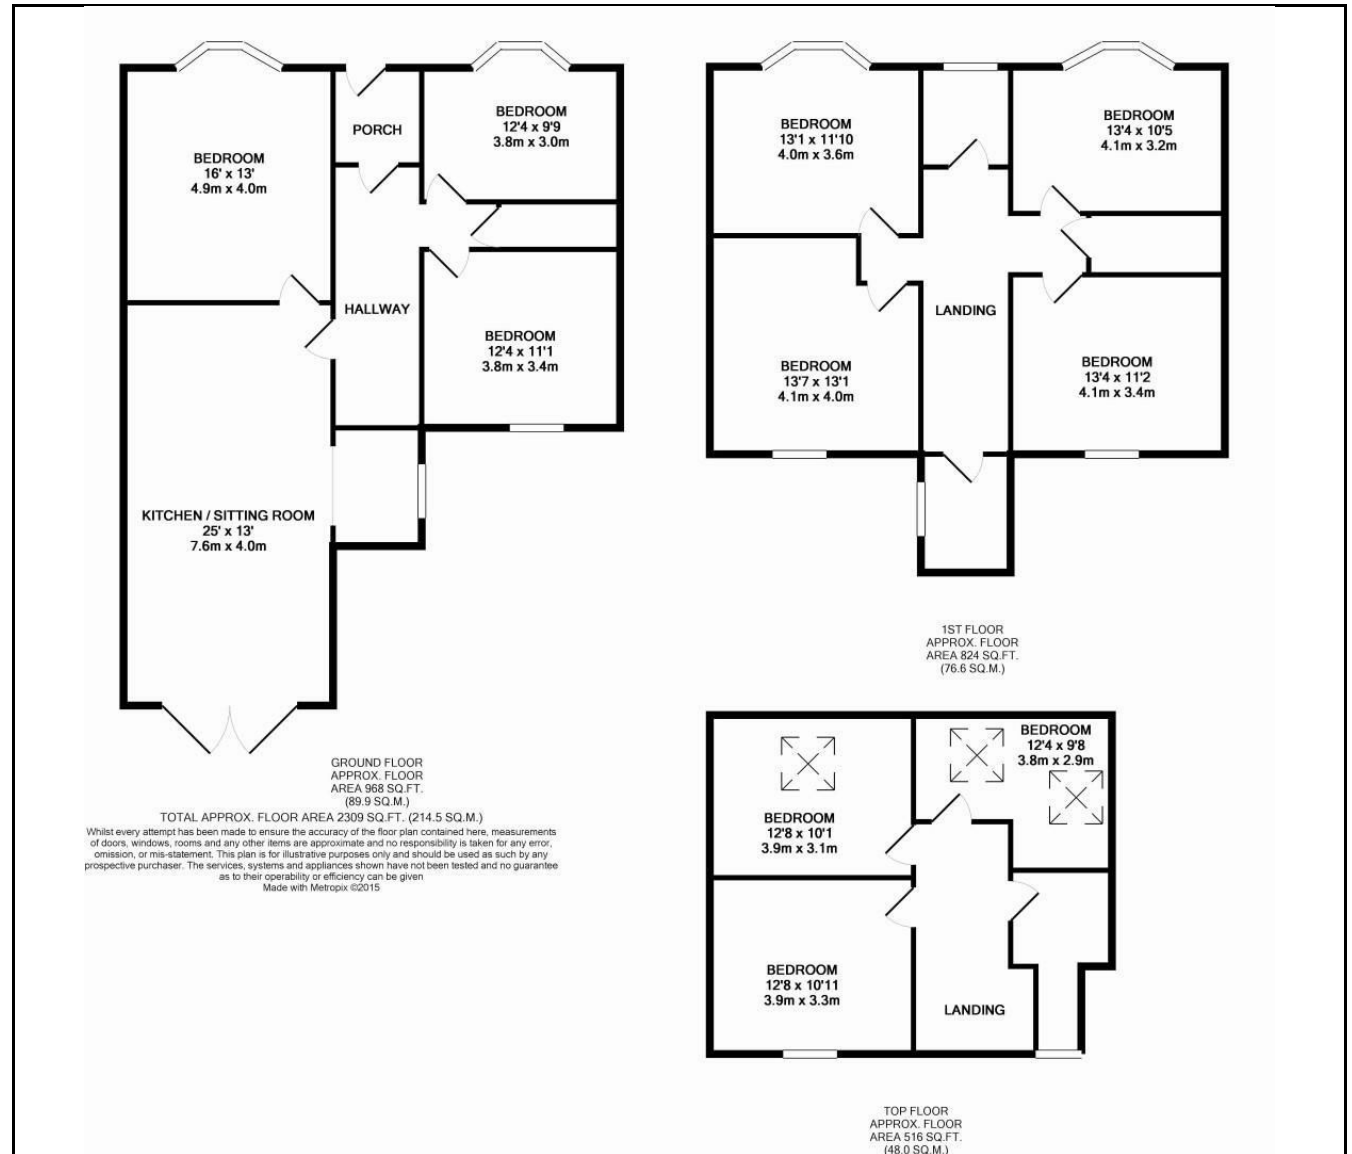 BEDROOM
16' x 13'
4.9m x 4.0m
PORCH
BEDROOM
12'4 x 9'9
3.8m x 3.0m
HALLWAY
BEDROOM
12'4 x 11'1
3.8m x 3.4m
KITCHEN / SITTING ROOM
25' x 13'
7.6m x 4.0m
GROUND FLOOR
APPROX. FLOOR
AREA 968 SQ.FT.
(89.9 SQ.M.)
BEDROOM
13'1 x 11'10
4.0m x 3.6m
BEDROOM
13'4 x 10'5
4.1m x 3.2m
LANDING
BEDROOM
13'7 x 13'1
4.1m x 4.0m
BEDROOM
13'4 x 11'2
4.1m x 3.4m
1ST FLOOR
APPROX. FLOOR
AREA 824 SQ.FT.
(76.6 SQ.M.)
BEDROOM
12'4 x 9'8
3.8m x 2.9m
BEDROOM
12'8 x 10'1
3.9m x 3.1m
BEDROOM
12'8 x 10'11
3.9m x 3.3m
LANDING
TOP FLOOR
APPROX. FLOOR
AREA 516 SQ.FT.
(48.0 SQ.M.)
TOTAL APPROX. FLOOR AREA 2309 SQ.FT. (214.5 SQ.M.)
Whilst every attempt has been made to ensure the accuracy of the floor plan contained here, measurements
of doors, windows, rooms and any other items are approximate and no responsibility is taken for any error,
omission, or mis-statement. This plan is for illustrative purposes only and should be used as such by any
prospective purchaser. The services, systems and appliances shown have not been tested and no guarantee
as to their operability or efficiency can be given
Made with Metropix ©2015